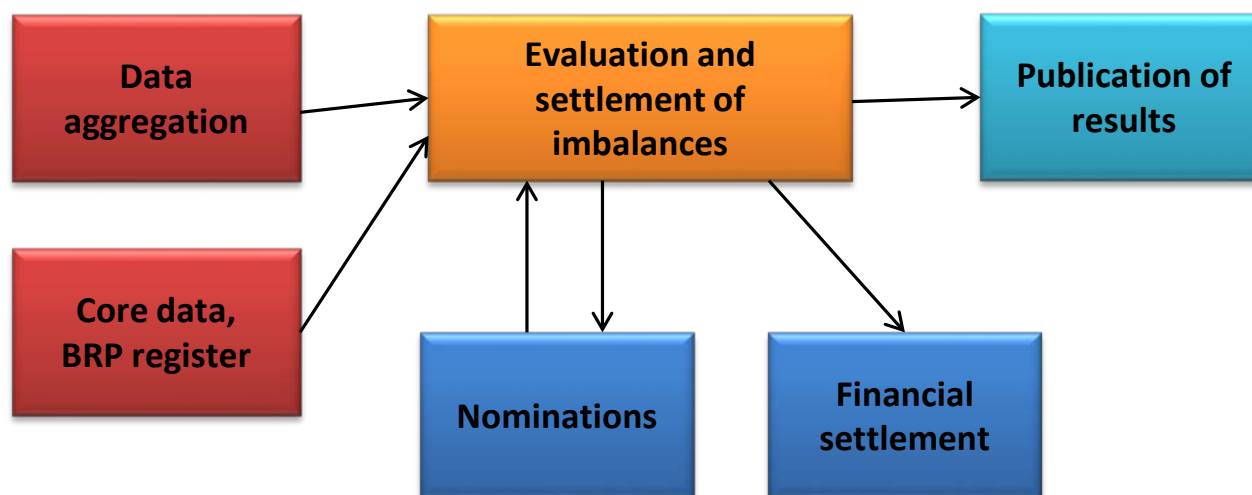 Data
aggregation
Evaluation and
settlement of
imbalances
Publication of
results
Core data,
BRP register
Nominations
Financial
settlement